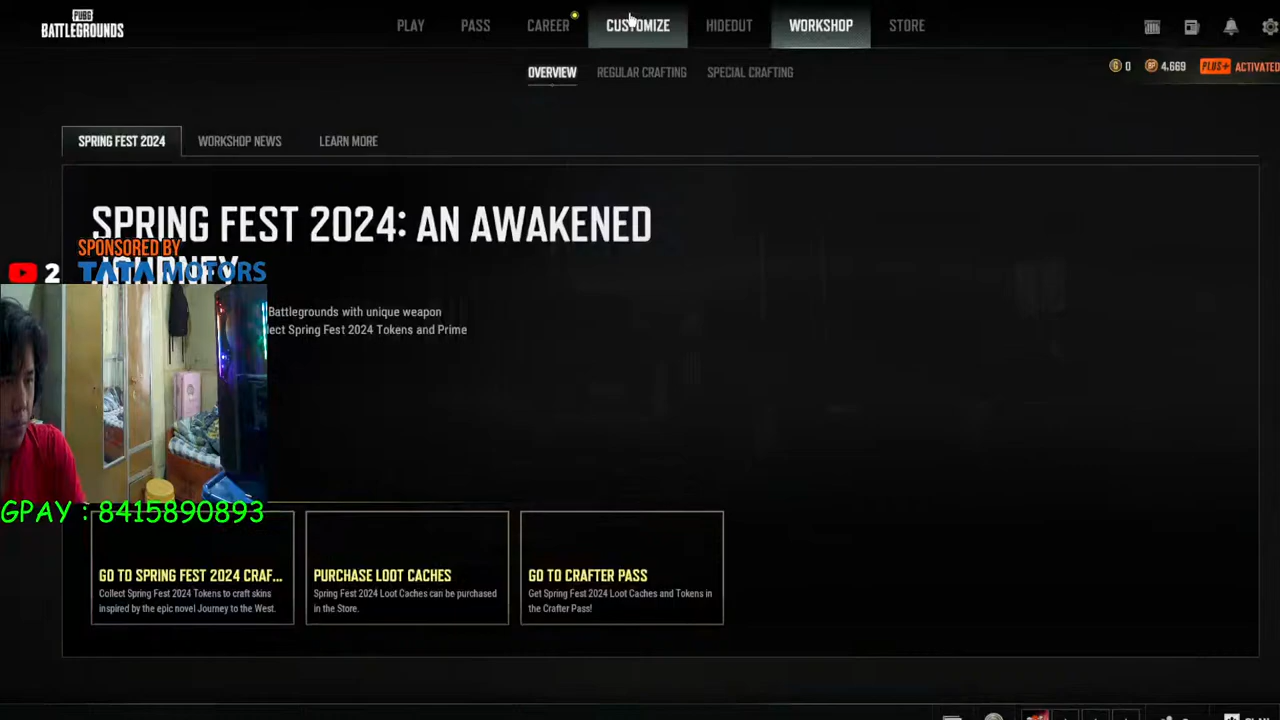 PUBG
BATTLEGROUNDS
PLAY PASS CAREER CUSTOMIZE HIDEOUT WORKSHOP STORE
OVERVIEW REGULAR CRAFTING SPECIAL CRAFTING
G 0 BP 4,669 PLUS+ ACTIVATED
SPRING FEST 2024 WORKSHOP NEWS LEARN MORE
SPRING FEST 2024: AN AWAKENED
JOURNEY
SPONSORED BY
TATA MOTORS
2
Battlegrounds with unique weapon
lect Spring Fest 2024 Tokens and Prime
GPAY : 8415890893
GO TO SPRING FEST 2024 CRAF...
Collect Spring Fest 2024 Tokens to craft skins
inspired by the epic novel Journey to the West.
PURCHASE LOOT CACHES
Spring Fest 2024 Loot Caches can be purchased
in the Store.
GO TO CRAFTER PASS
Get Spring Fest 2024 Loot Caches and Tokens in
the Crafter Pass!